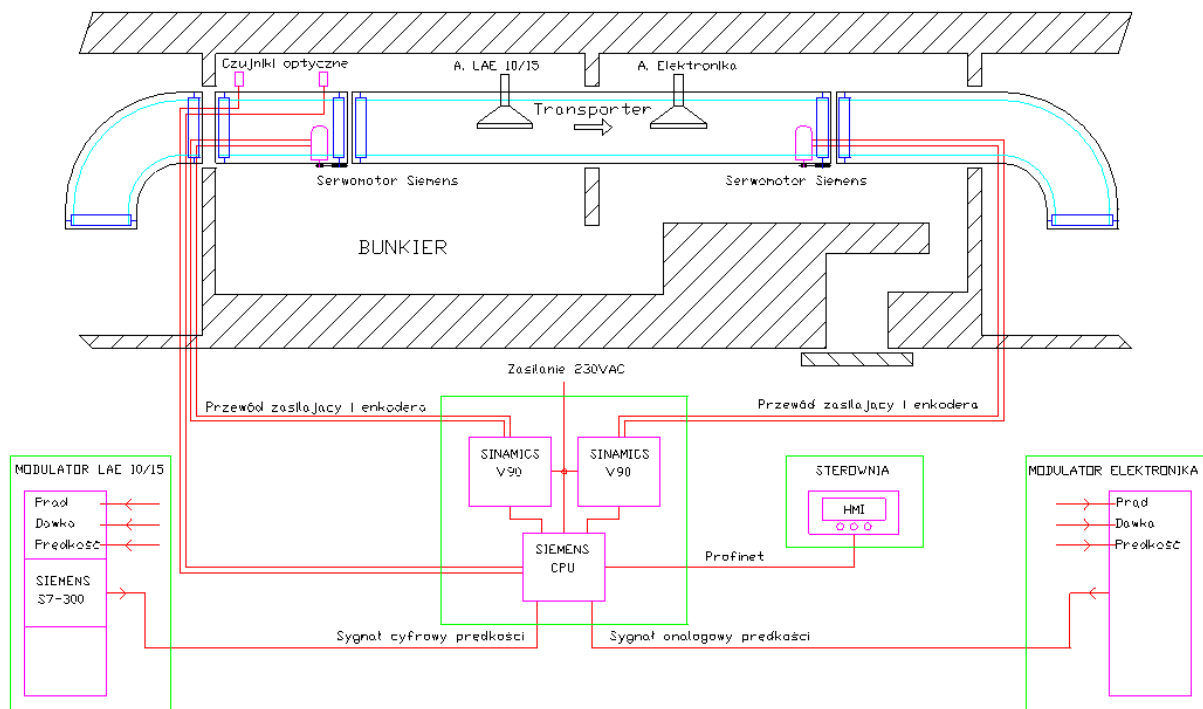 Czujniki optyczne
A. LAE 10/15
A. Elektronika
Transporter
Serwomotor Siemens
Serwomotor Siemens
BUNKIER
Zasilanie 230VAC
Przewód zasilający i enkodera
Przewód zasilający i enkodera
MODULATOR LAE 10/15
Prąd
Dawka
Prędkość
SIEMENS
S7-300
SINAMICS
V90
SINAMICS
V90
SIEMENS
CPU
STEROWNIA
HMI
Profinet
MODULATOR ELEKTRONIKA
Prąd
Dawka
Prędkość
Sygnał cyfrowy prędkości
Sygnał analogowy prędkości